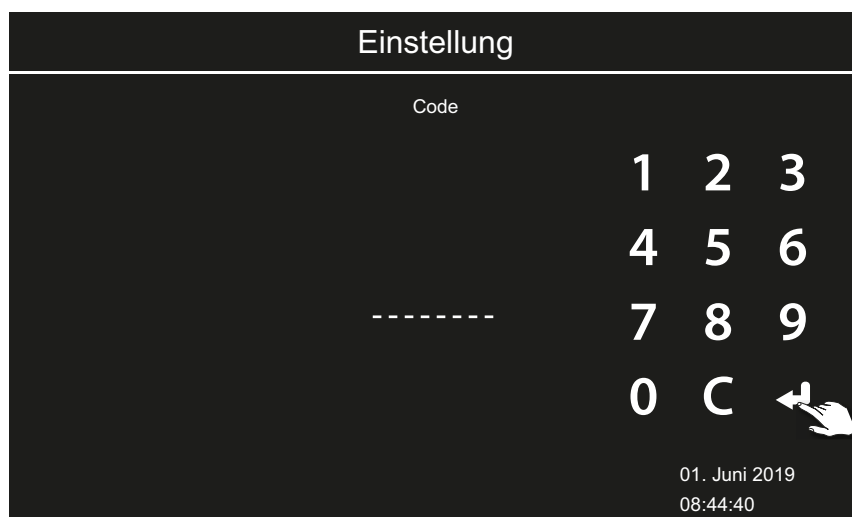 Einstellung
Code
1 2 3
4 5 6
--------
7 8 9
0 C
01. Juni 2019
08:44:40